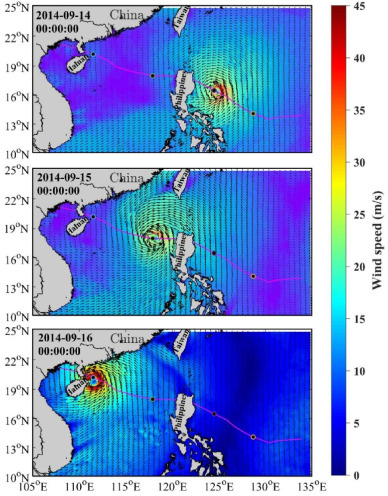 25°N
2014-09-14
00:00:00
China
Taiwan
Hainan
Philippine
22°N
19°N
16°N
13°N
10°N
25°N
2014-09-15
00:00:00
China
Taiwan
Hainan
Philippine
22°N
19°N
16°N
13°N
10°N
25°N
2014-09-16
00:00:00
China
Taiwan
Hainan
Philippine
22°N
19°N
16°N
13°N
10°N
105°E 110°E 115°E 120°E 125°E 130°E 135°E
45
40
35
30
25
20
15
10
5
0
Wind speed (m/s)